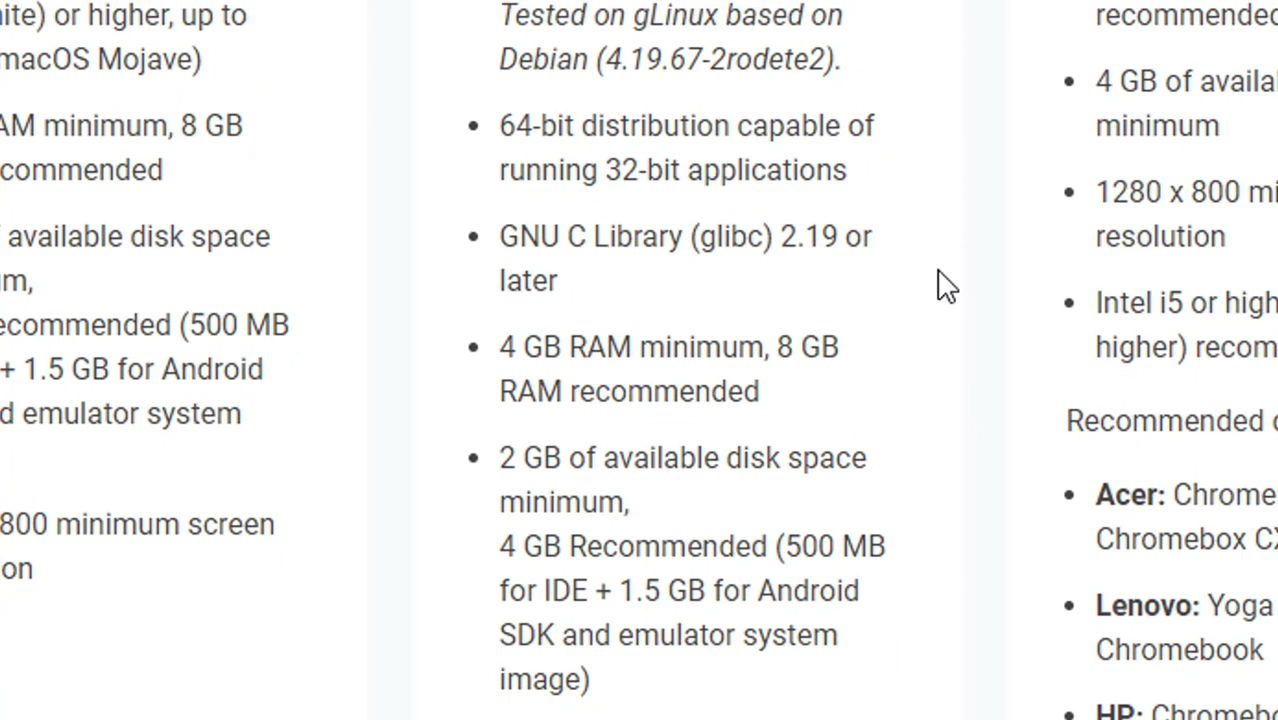 ite) or higher, up to
macOS Mojave)
AM minimum, 8 GB
commended
available disk space
um,
ecommended (500 MB
+ 1.5 GB for Android
d emulator system
800 minimum screen
on
Tested on gLinux based on
Debian (4.19.67-2rodete2).
• 64-bit distribution capable of
running 32-bit applications
• GNU C Library (glibc) 2.19 or
later
• 4 GB RAM minimum, 8 GB
RAM recommended
• 2 GB of available disk space
minimum,
4 GB Recommended (500 MB
for IDE + 1.5 GB for Android
SDK and emulator system
image)
recommended
• 4 GB of availa
minimum
• 1280 x 800 mi
resolution
• Intel i5 or high
higher) recom
Recommended
• Acer: Chrome
Chromebox CX
• Lenovo: Yoga
Chromebook
• HP: Chromebo